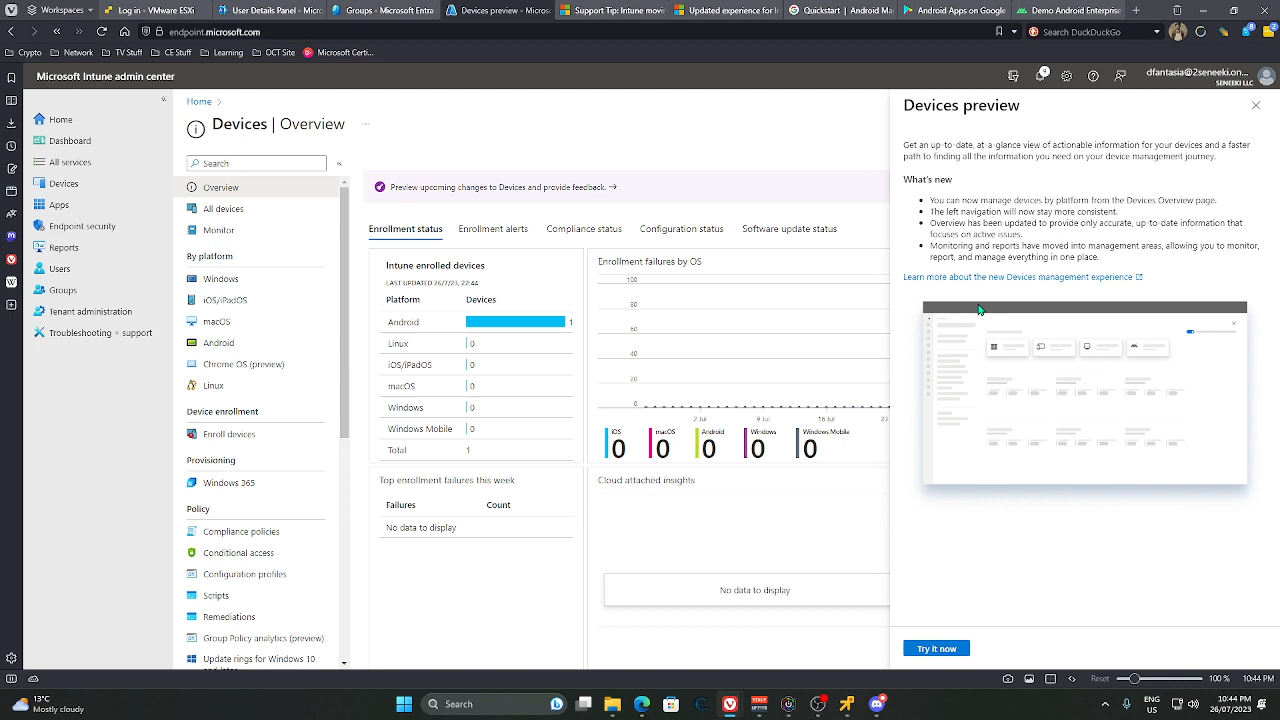 Workspaces
Log in – VMware ESXi
User Details Panel - Micr
Groups - Microsoft Entra
Devices preview - Micros
Support Tip: Intune movi
Updated experience for In
Quickstart | Android Ma
Android Apps on Google
Demo Android Enterpris
endpoint.microsoft.com
Search DuckDuckGo
Crypto
Network
TV Stuff
CE Stuff
Learning
OCT Site
Microsoft Certi...
Microsoft Intune admin center
dfantasia@2seneeki.on...
SENEEKI LLC
Home
Dashboard
All services
Devices
Apps
Endpoint security
Reports
Users
Groups
Tenant administration
Troubleshooting + support
Home >
Devices | Overview ...
Search
Overview
All devices
Monitor
By platform
Windows
iOS/iPadOS
macOS
Android
Chrome OS (preview)
Linux
Device enrollment
Enroll devices
Provisioning
Windows 365
Policy
Compliance policies
Conditional access
Configuration profiles
Scripts
Remediations
Group Policy analytics (preview)
Update rings for Windows 10
Preview upcoming changes to Devices and provide feedback. →
Enrollment status
Enrollment alerts
Compliance status
Configuration status
Software update status
Intune enrolled devices
LAST UPDATED 26/7/23, 22:44
Platform Devices
Android 1
Linux 0
iOS/iPadOS 0
macOS 0
Windows 0
Windows Mobile 0
Total 1
Enrollment failures by OS
100
80
60
40
20
0
2 Jul 9 Jul 16 Jul 23
iOS 0
macOS 0
Android 0
Windows 0
Windows Mobile 0
Top enrollment failures this week
Failures Count
No data to display
Cloud attached insights
No data to display
Devices preview
Get an up-to-date, at-a-glance view of actionable information for your devices and a faster
path to finding all the information you need on your device management journey.
What's new
You can now manage devices by platform from the Devices Overview page.
The left navigation will now stay more consistent.
Overview has been updated to provide only accurate, up-to-date information that
focuses on active issues.
Monitoring and reports have moved into management areas, allowing you to monitor,
report, and manage everything in one place.
Learn more about the new Devices management experience
Try it now
Reset
100 %
10:44 PM
13°C
Mostly cloudy
Search
ENG
US
10:44 PM
26/07/2023